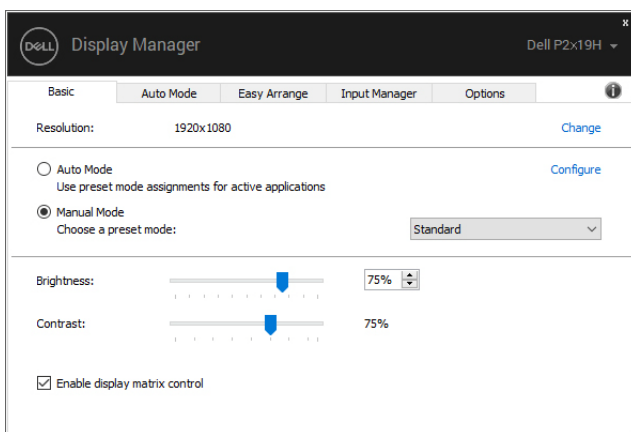 x
DELL Display Manager Dell P2x19H
Basic Auto Mode Easy Arrange Input Manager Options i
Resolution: 1920x1080 Change
Auto Mode Configure
Use preset mode assignments for active applications
Manual Mode
Choose a preset mode: Standard
Brightness: 75%
Contrast: 75%
Enable display matrix control